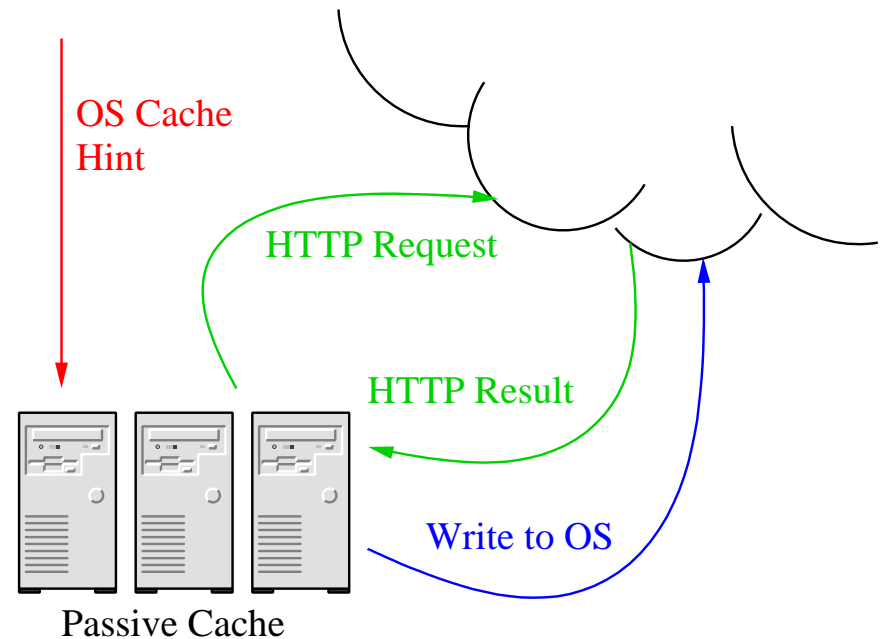 OS Cache
Hint
HTTP Request
HTTP Result
Write to OS
Passive Cache